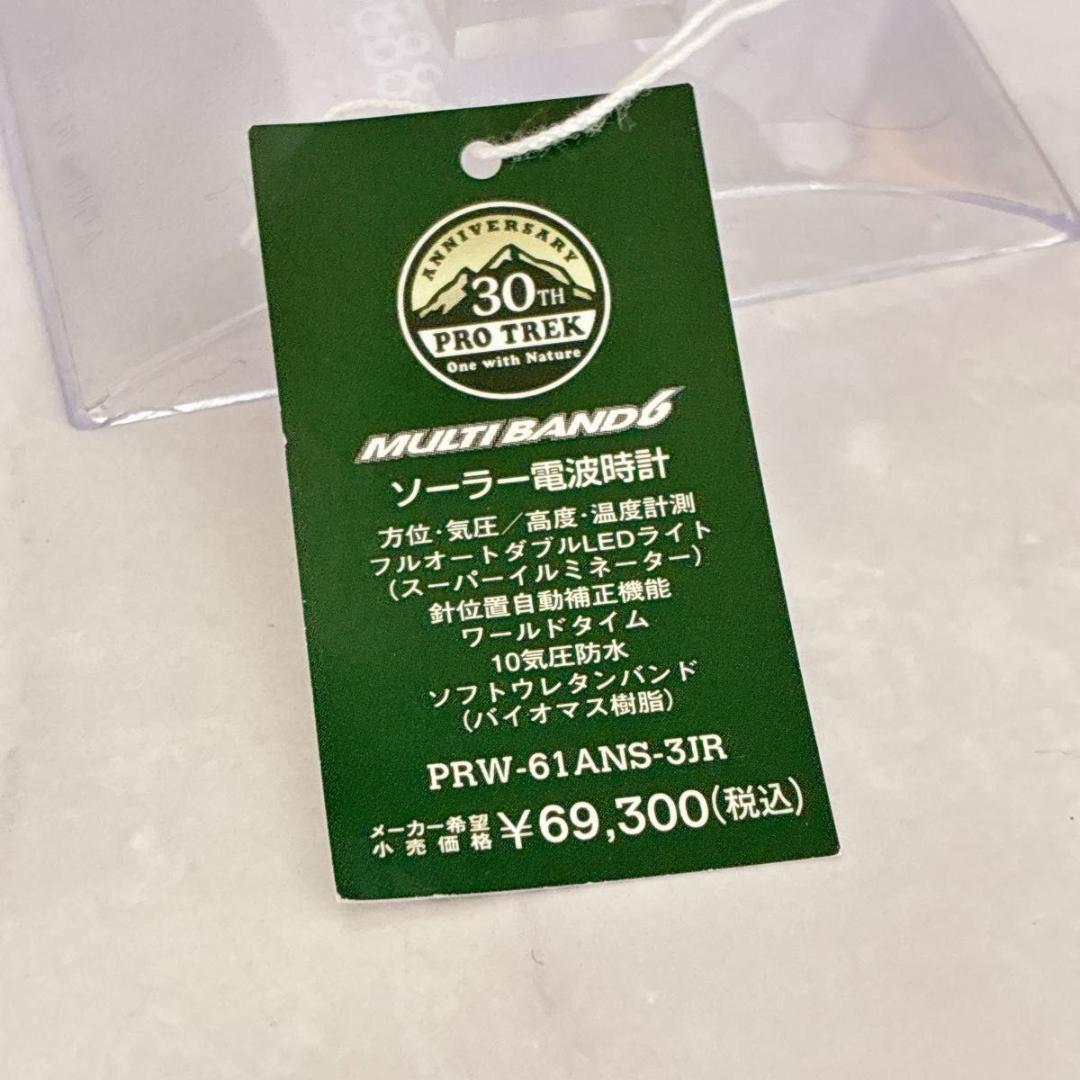 ANNIVERSARY
30TH
PRO TREK
One with Nature
MULTIBAND6
ソーラー電波時計
方位・気圧/高度・温度計測
フルオートダブルLEDライト
(スーパーイルミネーター)
針位置自動補正機能
ワールドタイム
10気圧防水
ソフトウレタンバンド
(バイオマス樹脂)
PRW-61ANS-3JR
メーカー希望
小売価格 ¥69,300(税込)